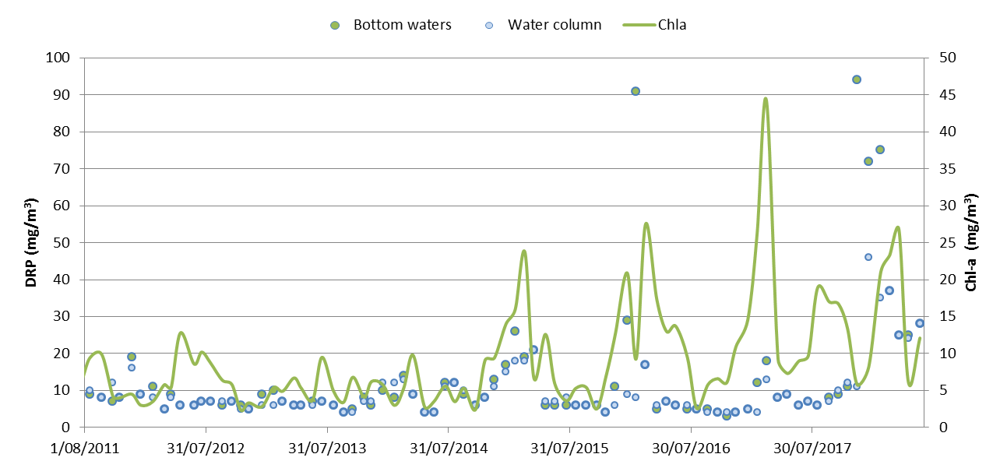 Bottom waters Water column Chla
100 50
90 45
80 40
70 35
60 30
50 25
40 20
30 15
20 10
10 5
0 0
DRP (mg/m³)
Chl-a (mg/m³)
1/08/2011 31/07/2012 31/07/2013 31/07/2014 31/07/2015 30/07/2016 30/07/2017